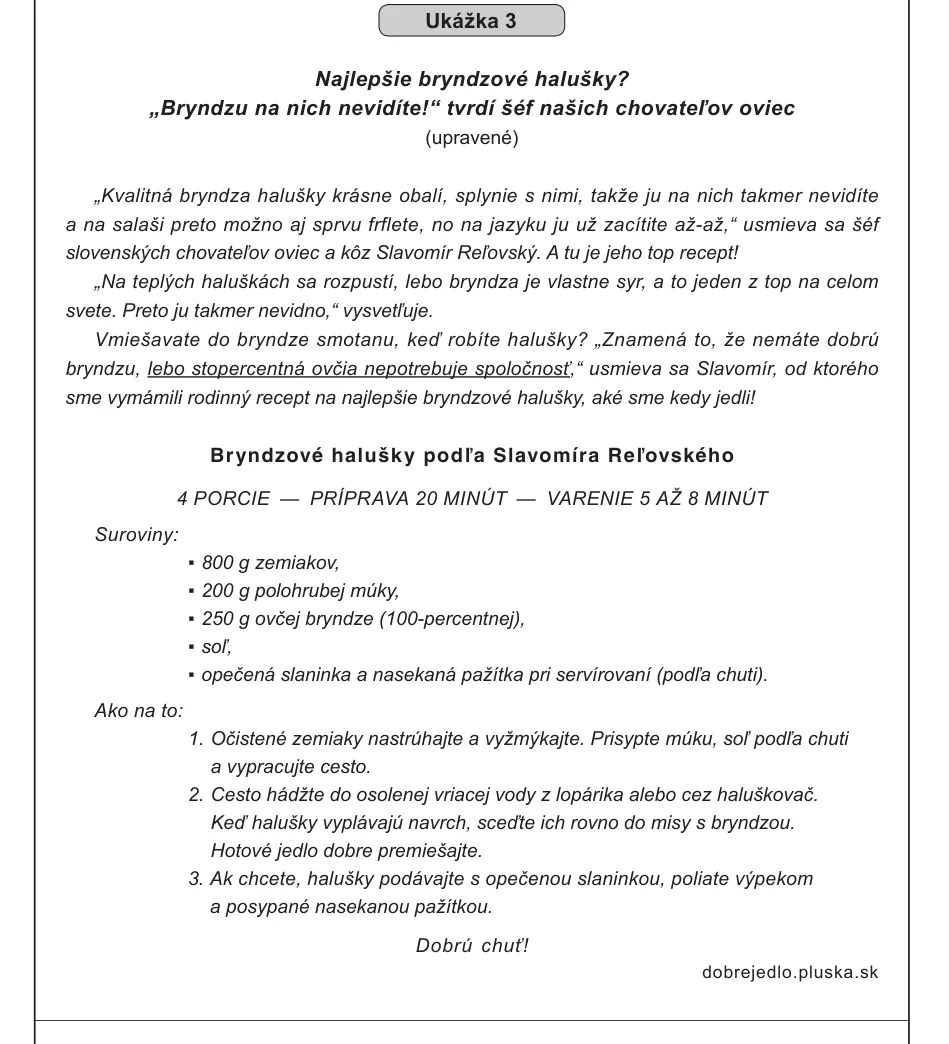 Ukážka 3
Najlepšie bryndzové halušky?
„Bryndzu na nich nevidíte!“ tvrdí šéf našich chovateľov oviec
(upravené)
„Kvalitná bryndza halušky krásne obalí, splynie s nimi, takže ju na nich takmer nevidíte
a na salaši preto možno aj sprvu frflete, no na jazyku ju už zacítite až-až,“ usmieva sa šéf
slovenských chovateľov oviec a kôz Slavomír Reľovský. A tu je jeho top recept!
„Na teplých haluškách sa rozpustí, lebo bryndza je vlastne syr, a to jeden z top na celom
svete. Preto ju takmer nevidno,“ vysvetľuje.
Vmiešavate do bryndze smotanu, keď robíte halušky? „Znamená to, že nemáte dobrú
bryndzu, lebo stopercentná ovčia nepotrebuje spoločnosť,“ usmieva sa Slavomír, od ktorého
sme vymámili rodinný recept na najlepšie bryndzové halušky, aké sme kedy jedli!
Bryndzové halušky podľa Slavomíra Reľovského
4 PORCIE — PRÍPRAVA 20 MINÚT — VARENIE 5 AŽ 8 MINÚT
Suroviny:
▪ 800 g zemiakov,
▪ 200 g polohrubej múky,
▪ 250 g ovčej bryndze (100-percentnej),
▪ soľ,
▪ opečená slaninka a nasekaná pažítka pri servírovaní (podľa chuti).
Ako na to:
1. Očistené zemiaky nastrúhajte a vyžmýkajte. Prisypte múku, soľ podľa chuti
a vypracujte cesto.
2. Cesto hádžte do osolenej vriacej vody z lopárika alebo cez haluškovač.
Keď halušky vyplávajú navrch, sceďte ich rovno do misy s bryndzou.
Hotové jedlo dobre premiešajte.
3. Ak chcete, halušky podávajte s opečenou slaninkou, poliate výpekom
a posypané nasekanou pažítkou.
Dobrú chuť!
dobrejedlo.pluska.sk